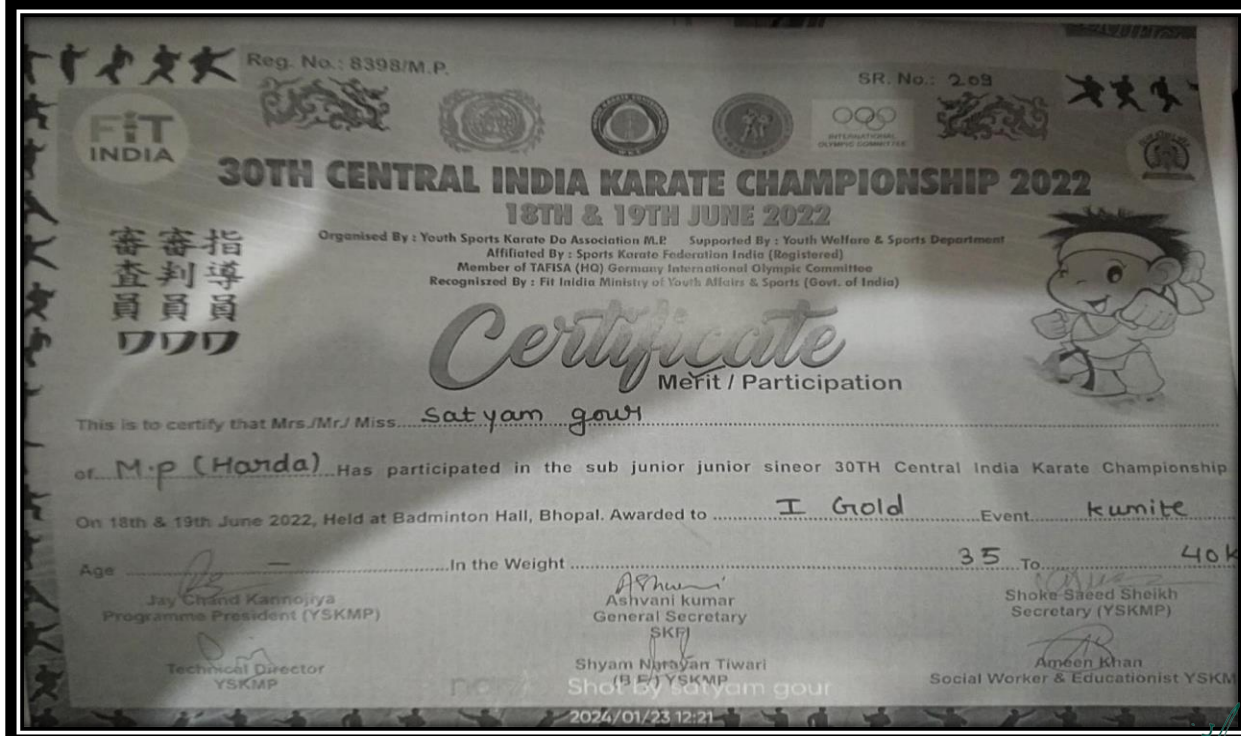 Reg. No.: 8398/M.P.
SR. No.: 209
FiT
INDIA
INTERNATIONAL
OLYMPIC COMMITTEE
30TH CENTRAL INDIA KARATE CHAMPIONSHIP 2022
18TH & 19TH JUNE 2022
Organised By : Youth Sports Karate Do Association M.P. Supported By : Youth Welfare & Sports Department
Affiliated By : Sports Karate Federation India (Registered)
Member of TAFISA (HQ) Germany International Olympic Committee
Recogniszed By : Fit Inidia Ministry of Youth Affairs & Sports (Govt. of India)
審 審 指
査 判 導
員 員 員
ワワワ
Certificate
Merit / Participation
This is to certify that Mrs./Mr./ Miss.... Satyam gour
of.... M.P (Harda) ..Has participated in the sub junior junior sineor 30TH Central India Karate Championship
On 18th & 19th June 2022, Held at Badminton Hall, Bhopal. Awarded to .... I Gold ....Event.... kumite
Age .... — ....In the Weight .... 35 ..To.... 40k
Jay Chand Kannojiya
Programme President (YSKMP)
Ashvani kumar
General Secretary
SKFI
Shoke Saeed Sheikh
Secretary (YSKMP)
Technical Director
YSKMP
Shyam Narayan Tiwari
YSKMP
Ameen Khan
Social Worker & Educationist YSKM
Shot by satyam gour
2024/01/23 12:21